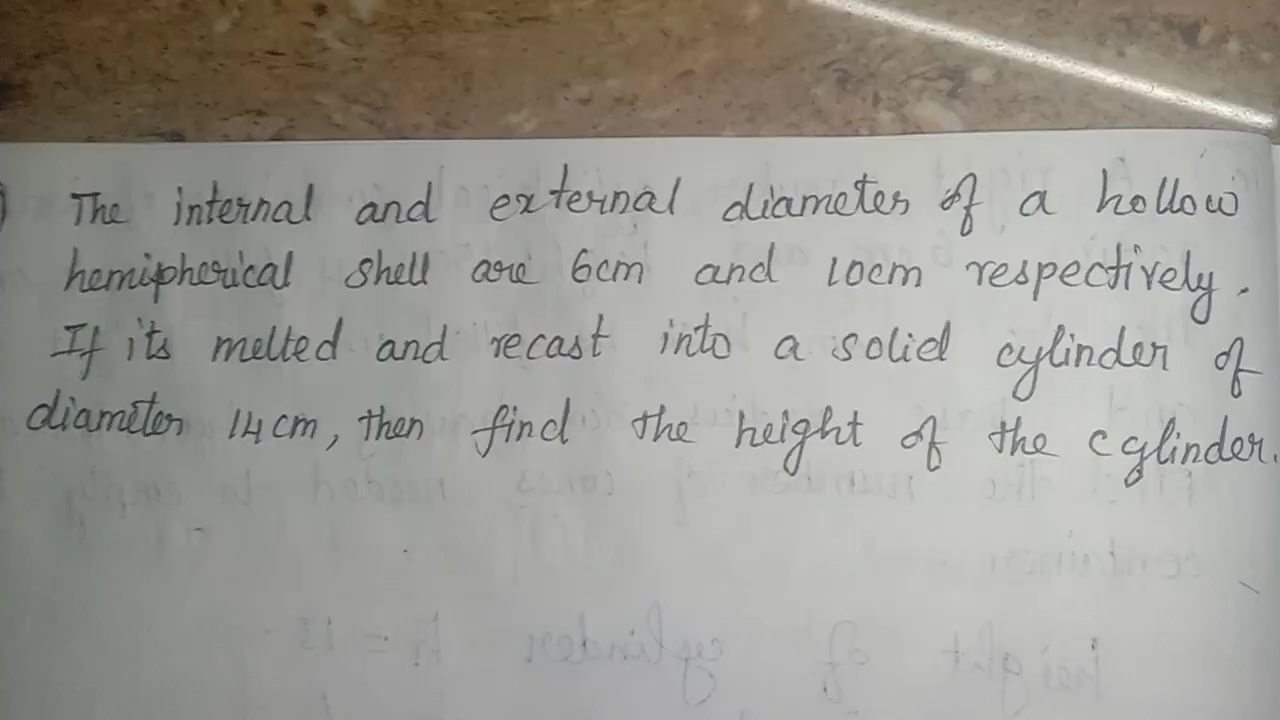 ) The internal and external diameter of a hollow
hemispherical shell are 6cm and 10cm respectively.
If its melted and recast into a solid cylinder of
diameter 14cm, then find the height of the cylinder.